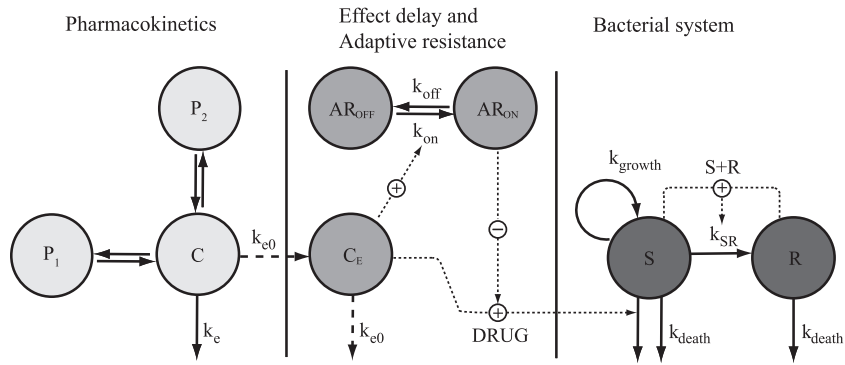 Pharmacokinetics
Effect delay and
Adaptive resistance
Bacterial system
P2
AROFF
koff
ARON
kon
+
kgrowth
S+R
+
P1
C
ke0
CE
−
S
kSR
R
ke
ke0
+
DRUG
kdeath
kdeath